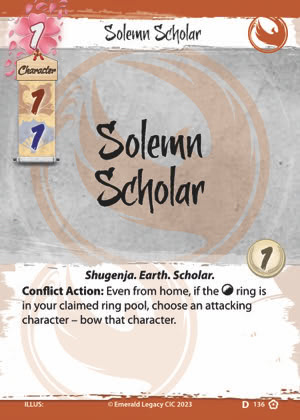 1
Solemn Scholar
Character
1
1
Solemn
Scholar
1
Shugenja. Earth. Scholar.
Conflict Action: Even from home, if the ring is
in your claimed ring pool, choose an attacking
character – bow that character.
ILLUS:
© Emerald Legacy CIC 2023
D 136